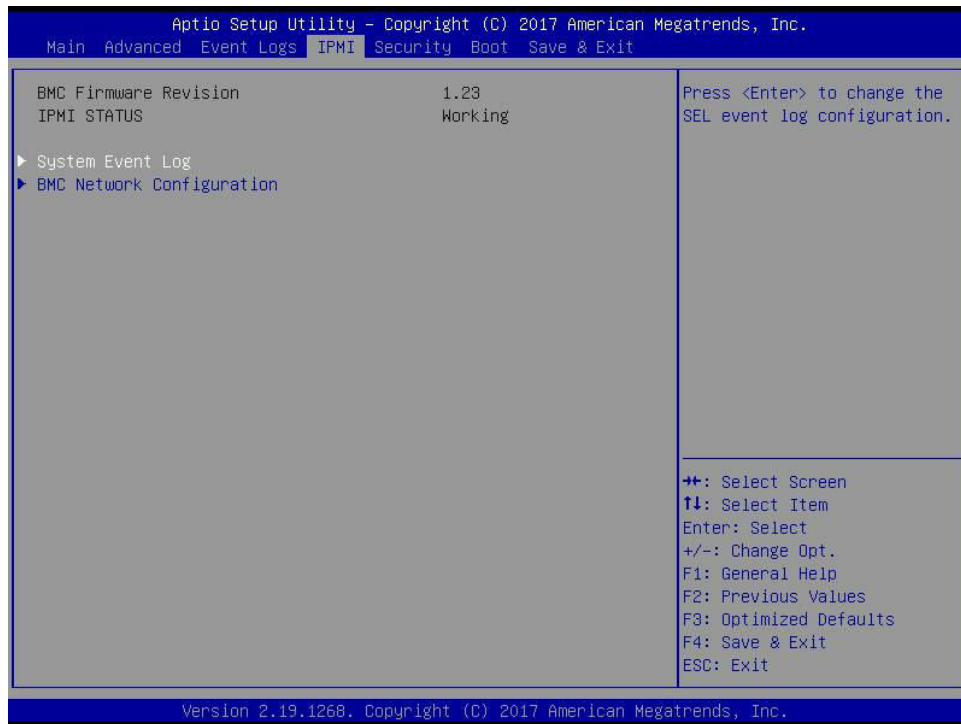 Aptio Setup Utility – Copyright (C) 2017 American Megatrends, Inc.
Main Advanced Event Logs IPMI Security Boot Save & Exit
BMC Firmware Revision 1.23
IPMI STATUS Working
System Event Log
BMC Network Configuration
Press <Enter> to change the
SEL event log configuration.
→←: Select Screen
↑↓: Select Item
Enter: Select
+/-: Change Opt.
F1: General Help
F2: Previous Values
F3: Optimized Defaults
F4: Save & Exit
ESC: Exit
Version 2.19.1268. Copyright (C) 2017 American Megatrends, Inc.